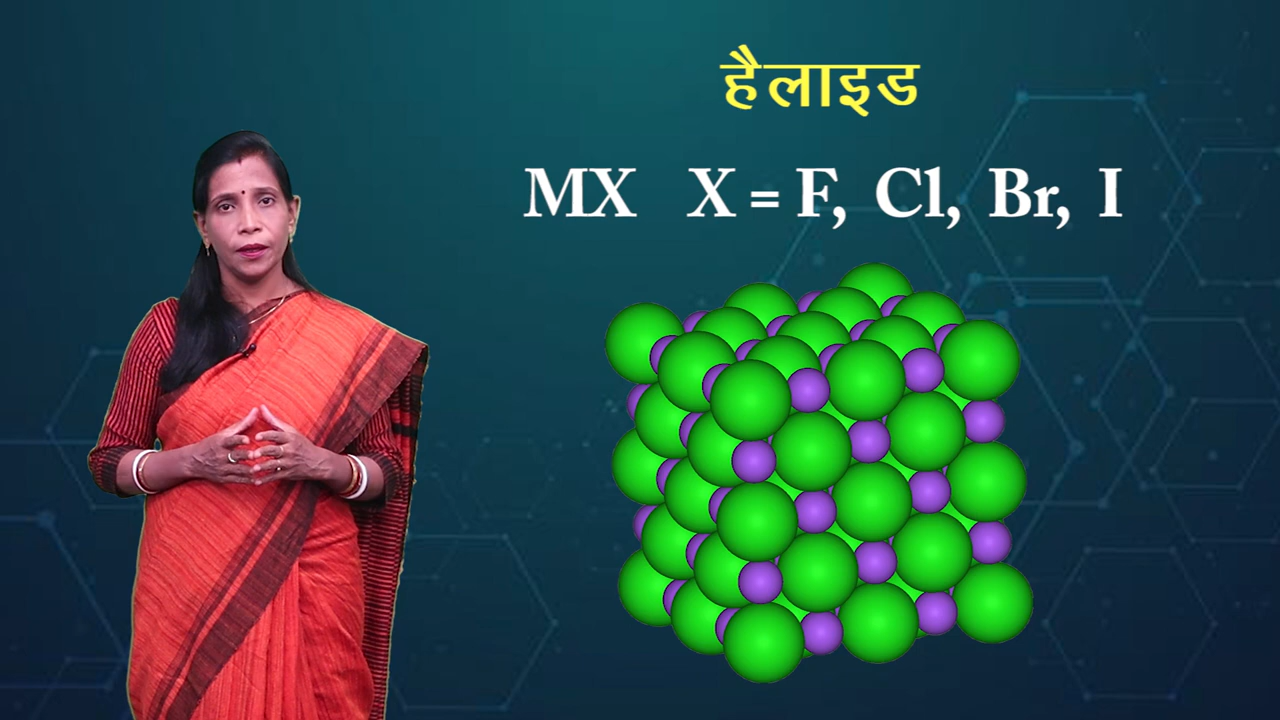 हैलाइड
MX X = F, Cl, Br, I